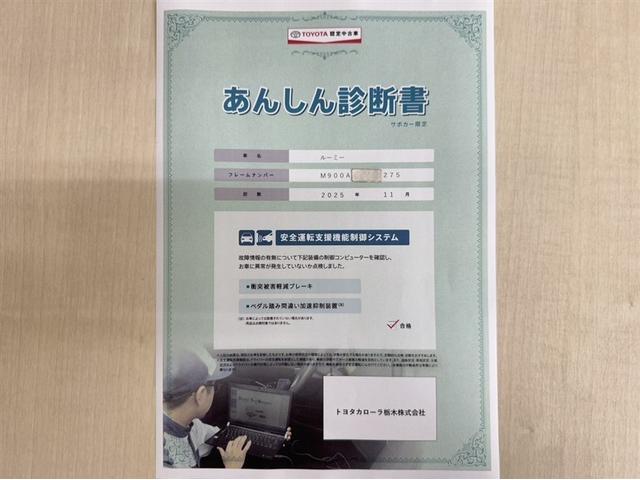 TOYOTA 認定中古車
あんしん診断書
サポカー限定
車名 ルーミー
フレームナンバー M900A 275
診断 2025 年 11 月
安全運転支援機能制御システム
故障情報の有無について下記装備の制御コンピューターを確認し、
お車に異常が発生していないか点検しました。
●衝突被害軽減ブレーキ
●ペダル踏み間違い加速抑制装置(※)
合格
トヨタカローラ栃木株式会社